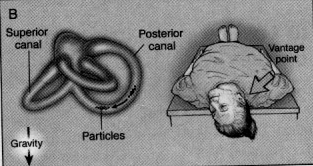 B
Superior
canal
Posterior
canal
Vantage
point
Particles
Gravity